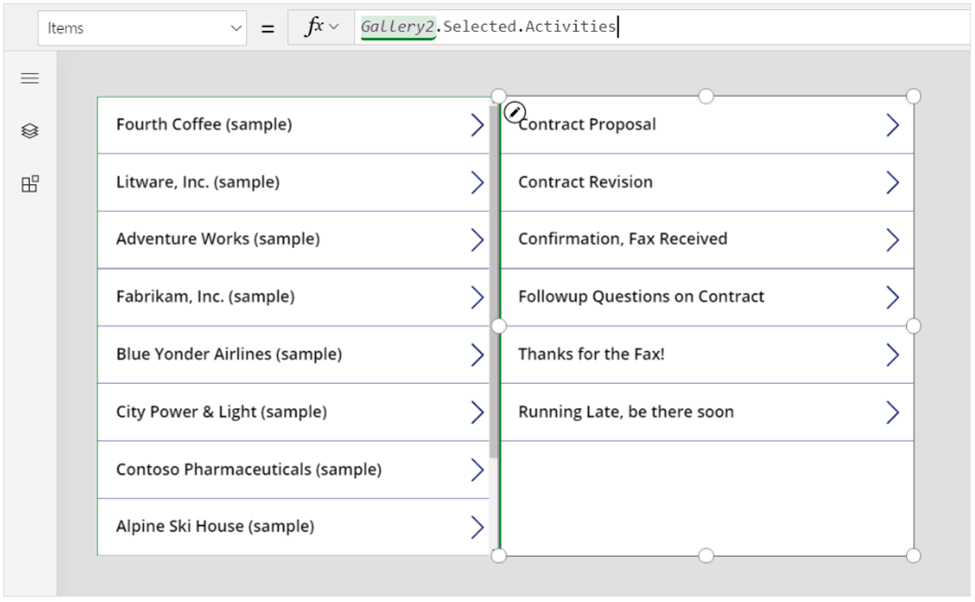 Items = fx Gallery2.Selected.Activities
Fourth Coffee (sample)
Litware, Inc. (sample)
Adventure Works (sample)
Fabrikam, Inc. (sample)
Blue Yonder Airlines (sample)
City Power & Light (sample)
Contoso Pharmaceuticals (sample)
Alpine Ski House (sample)
Contract Proposal
Contract Revision
Confirmation, Fax Received
Followup Questions on Contract
Thanks for the Fax!
Running Late, be there soon